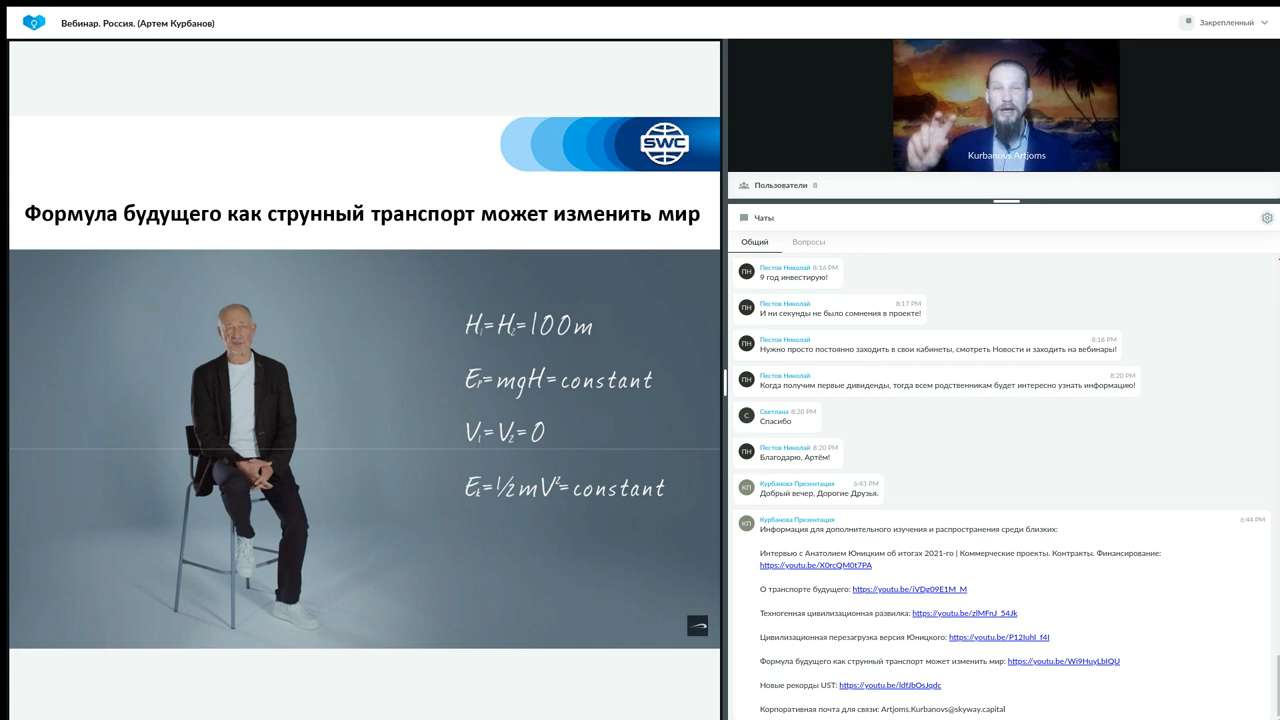 Вебинар. Россия. (Артем Курбанов)
Закрепленный
SWC
Формула будущего как струнный транспорт может изменить мир
H=H₂=100m
Eₚ=mgH=constant
V₁=V₂=0
Eₖ=½mV²=constant
Kurbanovs Artjoms
Пользователи 8
Чаты
Общий Вопросы
ПН Пестов Николай 8:16 PM
9 год инвестирую!
ПН Пестов Николай 8:17 PM
И ни секунды не было сомнения в проекте!
ПН Пестов Николай 8:18 PM
Нужно просто постоянно заходить в свои кабинеты, смотреть Новости и заходить на вебинары!
ПН Пестов Николай 8:20 PM
Когда получим первые дивиденды, тогда всем родственникам будет интересно узнать информацию!
С Светлана 8:20 PM
Спасибо
ПН Пестов Николай 8:20 PM
Благодарю, Артём!
КП Курбанова Презентация 6:43 PM
Добрый вечер, Дорогие Друзья.
КП Курбанова Презентация 6:44 PM
Информация для дополнительного изучения и распространения среди близких:
Интервью с Анатолием Юницким об итогах 2021-го | Коммерческие проекты. Контракты. Финансирование:
https://youtu.be/X0rcQM0t7PA
О транспорте будущего: https://youtu.be/iVDg09E1M_M
Техногенная цивилизационная развилка: https://youtu.be/zlMFnJ_54Jk
Цивилизационная перезагрузка версия Юницкого: https://youtu.be/P12IuhI_f4I
Формула будущего как струнный транспорт может изменить мир: https://youtu.be/Wi9HuyLbIQU
Новые рекорды UST: https://youtu.be/ldfJbOsJqdc
Корпоративная почта для связи: Artjoms.Kurbanovs@skyway.capital